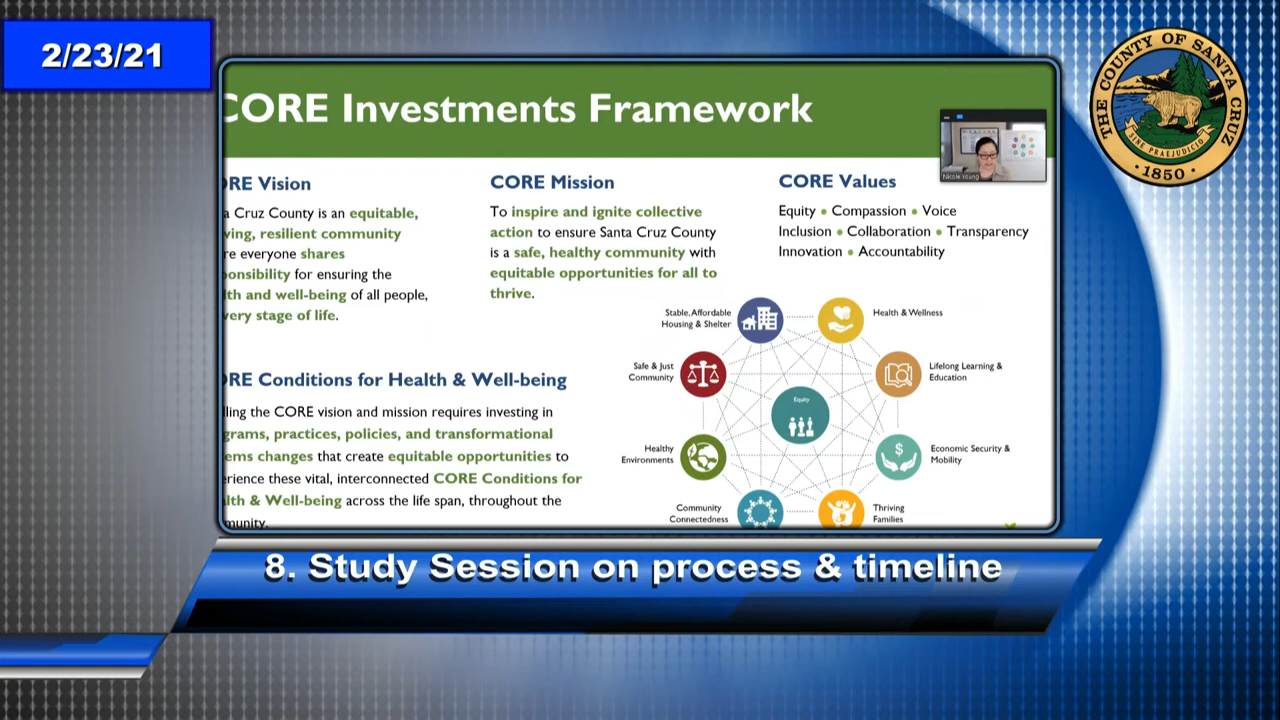 2/23/21
THE COUNTY OF SANTA CRUZ
SINE PRAEJUDICIO
1850
CORE Investments Framework
Nicole Young
RE Vision
a Cruz County is an equitable,
ving, resilient community
re everyone shares
ponsibility for ensuring the
lth and well-being of all people,
very stage of life.
CORE Mission
To inspire and ignite collective
action to ensure Santa Cruz County
is a safe, healthy community with
equitable opportunities for all to
thrive.
CORE Values
Equity • Compassion • Voice
Inclusion • Collaboration • Transparency
Innovation • Accountability
RE Conditions for Health & Well-being
lling the CORE vision and mission requires investing in
grams, practices, policies, and transformational
ems changes that create equitable opportunities to
erience these vital, interconnected CORE Conditions for
lth & Well-being across the life span, throughout the
munity.
Stable, Affordable
Housing & Shelter
Health & Wellness
Safe & Just
Community
Lifelong Learning &
Education
Equity
Healthy
Environments
Economic Security &
Mobility
Community
Connectedness
Thriving
Families
8. Study Session on process & timeline